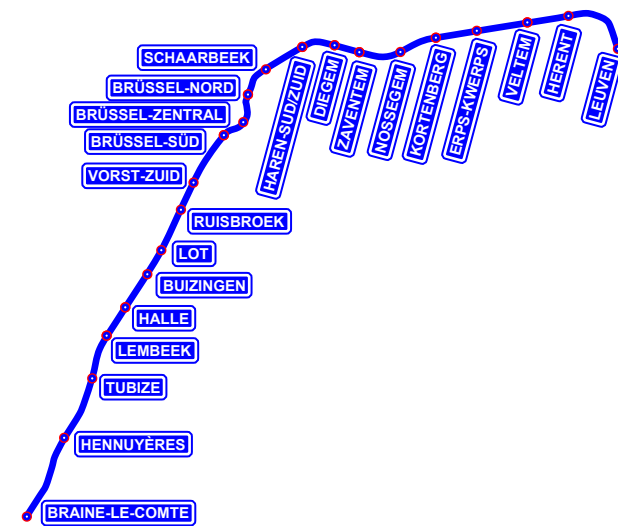 SCHAARBEEK
BRÜSSEL-NORD
BRÜSSEL-ZENTRAL
BRÜSSEL-SÜD
VORST-ZUID
HAREN-SUD/ZUID
DIEGEM
ZAVENTEM
NOSSEGEM
KORTENBERG
ERPS-KWERPS
VELTEM
HERENT
LEUVEN
RUISBROEK
LOT
BUIZINGEN
HALLE
LEMBEEK
TUBIZE
HENNUYÈRES
BRAINE-LE-COMTE